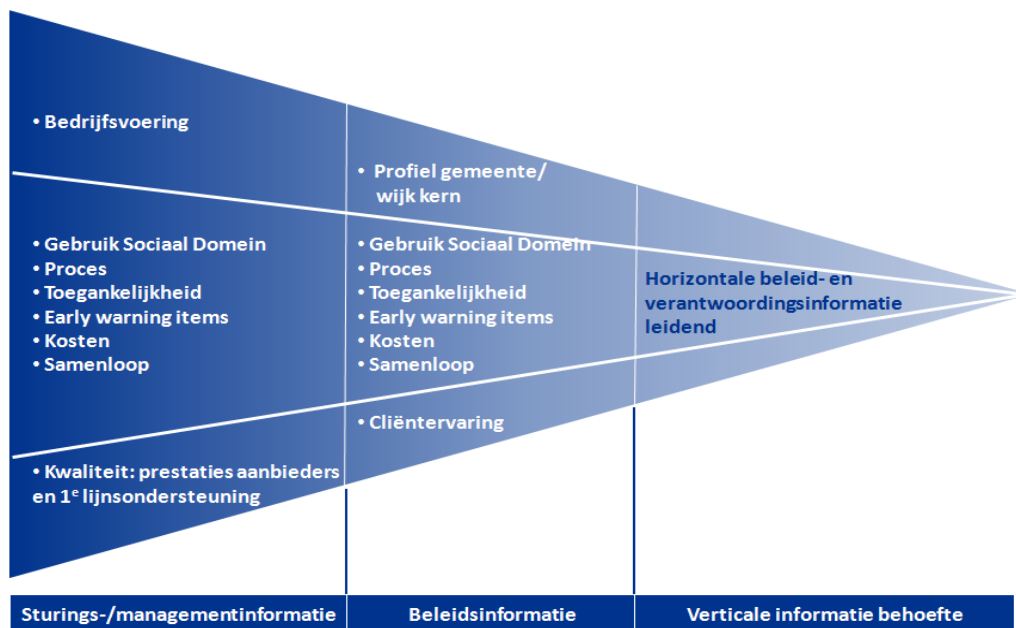 • Bedrijfsvoering
• Gebruik Sociaal Domein
• Proces
• Toegankelijkheid
• Early warning items
• Kosten
• Samenloop
• Kwaliteit: prestaties aanbieders
en 1e lijnsondersteuning
• Profiel gemeente/
wijk kern
• Gebruik Sociaal Domein
• Proces
• Toegankelijkheid
• Early warning items
• Kosten
• Samenloop
• Cliëntervaring
Horizontale beleid- en
verantwoordingsinformatie
leidend
Sturings-/managementinformatie
Beleidsinformatie
Verticale informatie behoefte